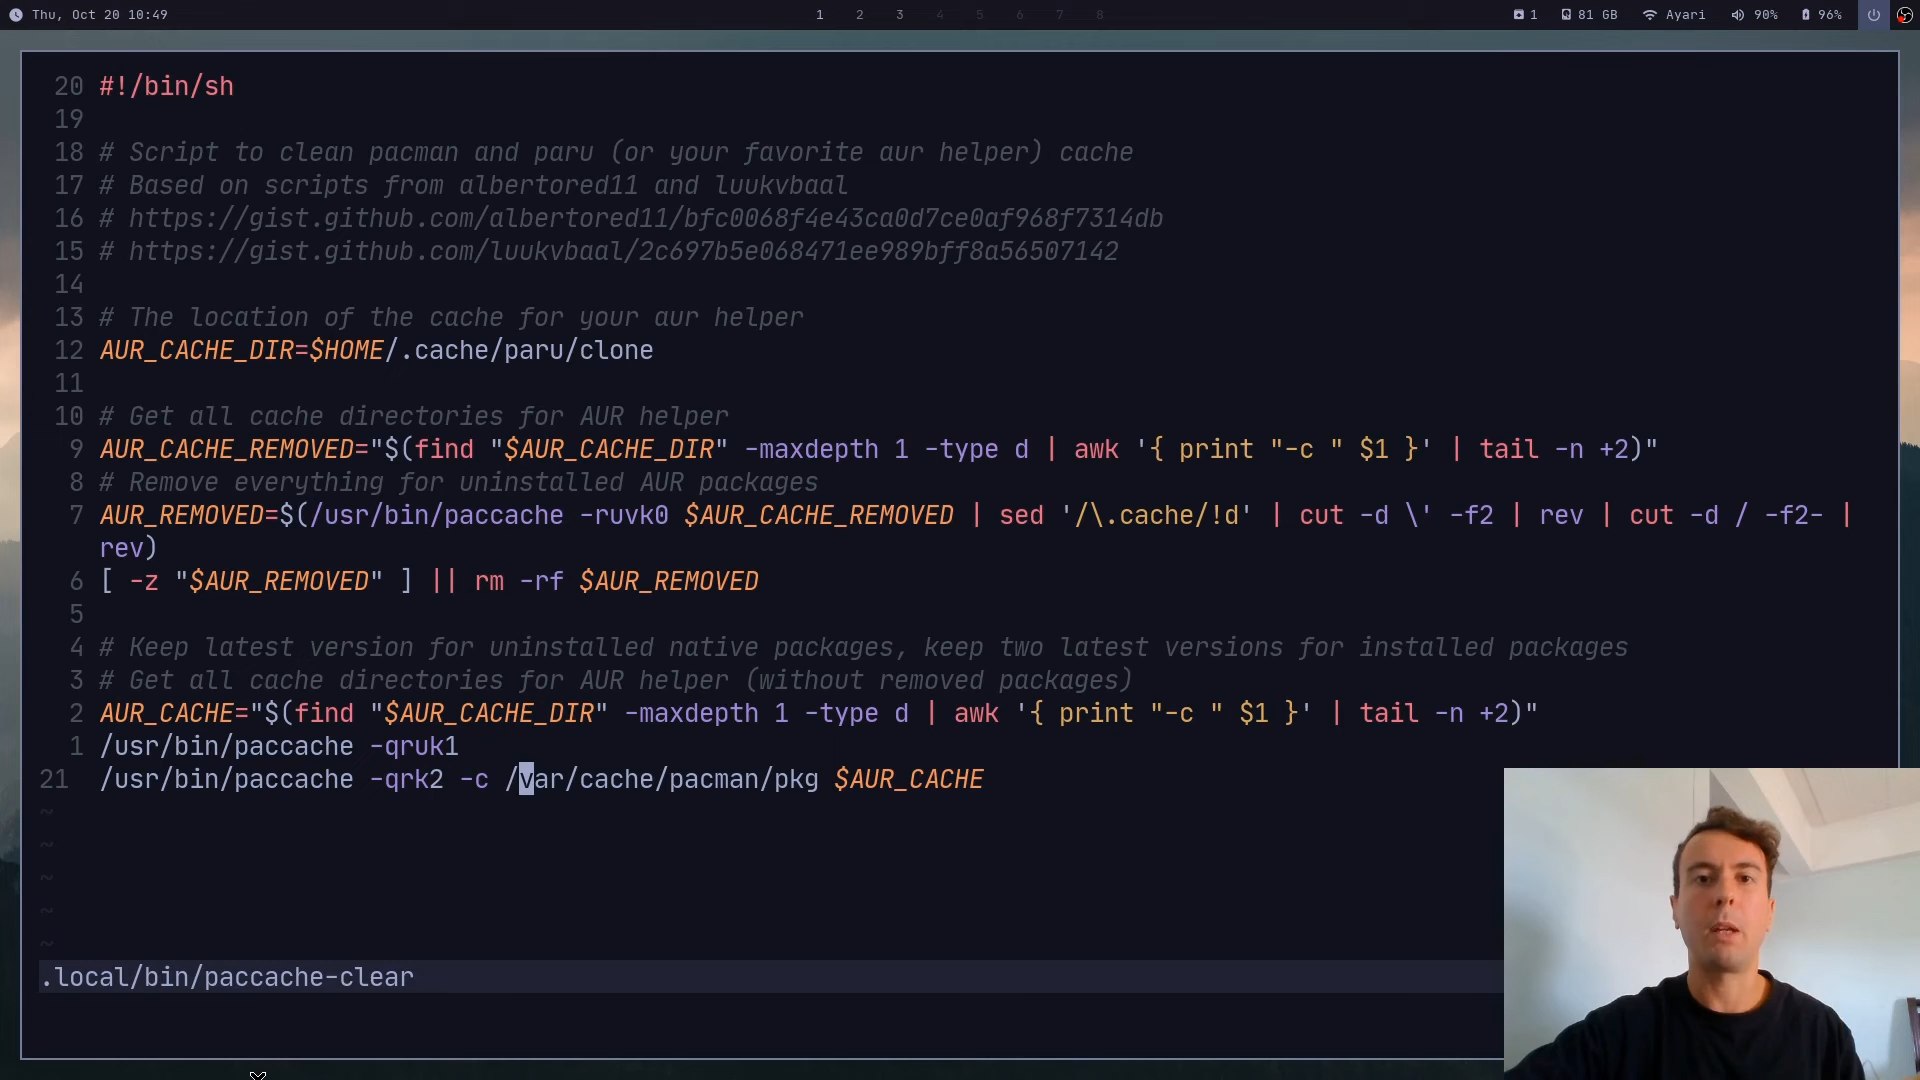 Thu, Oct 20 10:49 1 2 3 4 5 6 7 8 1 81 GB Ayari 90% 96%
20 #!/bin/sh
19
18 # Script to clean pacman and paru (or your favorite aur helper) cache
17 # Based on scripts from albertored11 and luukvbaal
16 # https://gist.github.com/albertored11/bfc0068f4e43ca0d7ce0af968f7314db
15 # https://gist.github.com/luukvbaal/2c697b5e068471ee989bff8a56507142
14
13 # The location of the cache for your aur helper
12 AUR_CACHE_DIR=$HOME/.cache/paru/clone
11
10 # Get all cache directories for AUR helper
9 AUR_CACHE_REMOVED="$(find "$AUR_CACHE_DIR" -maxdepth 1 -type d | awk '{ print "-c " $1 }' | tail -n +2)"
8 # Remove everything for uninstalled AUR packages
7 AUR_REMOVED=$(/usr/bin/paccache -ruvk0 $AUR_CACHE_REMOVED | sed '/\.cache/!d' | cut -d \' -f2 | rev | cut -d / -f2- |
rev)
6 [ -z "$AUR_REMOVED" ] || rm -rf $AUR_REMOVED
5
4 # Keep latest version for uninstalled native packages, keep two latest versions for installed packages
3 # Get all cache directories for AUR helper (without removed packages)
2 AUR_CACHE="$(find "$AUR_CACHE_DIR" -maxdepth 1 -type d | awk '{ print "-c " $1 }' | tail -n +2)"
1 /usr/bin/paccache -qruk1
21 /usr/bin/paccache -qrk2 -c /var/cache/pacman/pkg $AUR_CACHE
~
~
~
~
~
.local/bin/paccache-clear